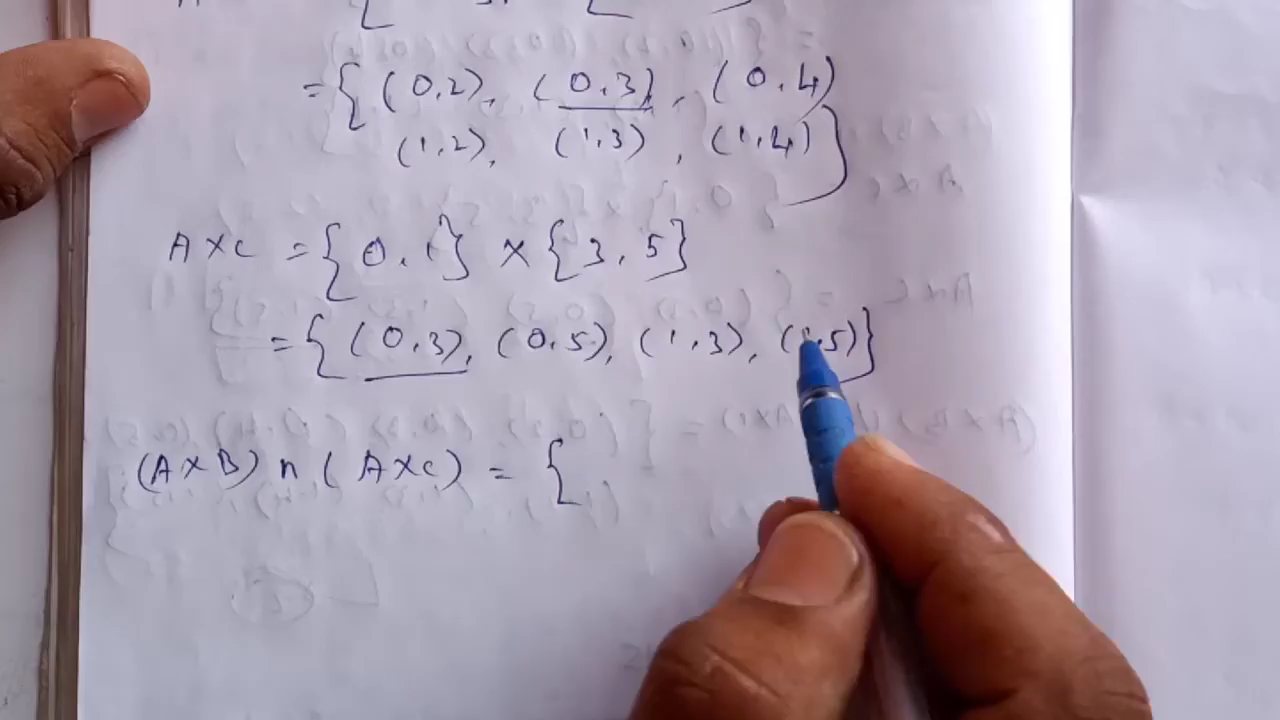 = { (0,2), (0,3), (0,4)
(1,2), (1,3), (1,4) }
A×C = { 0, 1 } × { 3, 5 }
= { (0,3), (0,5), (1,3), (1,5) }
(A×B) ∩ (A×C) = {